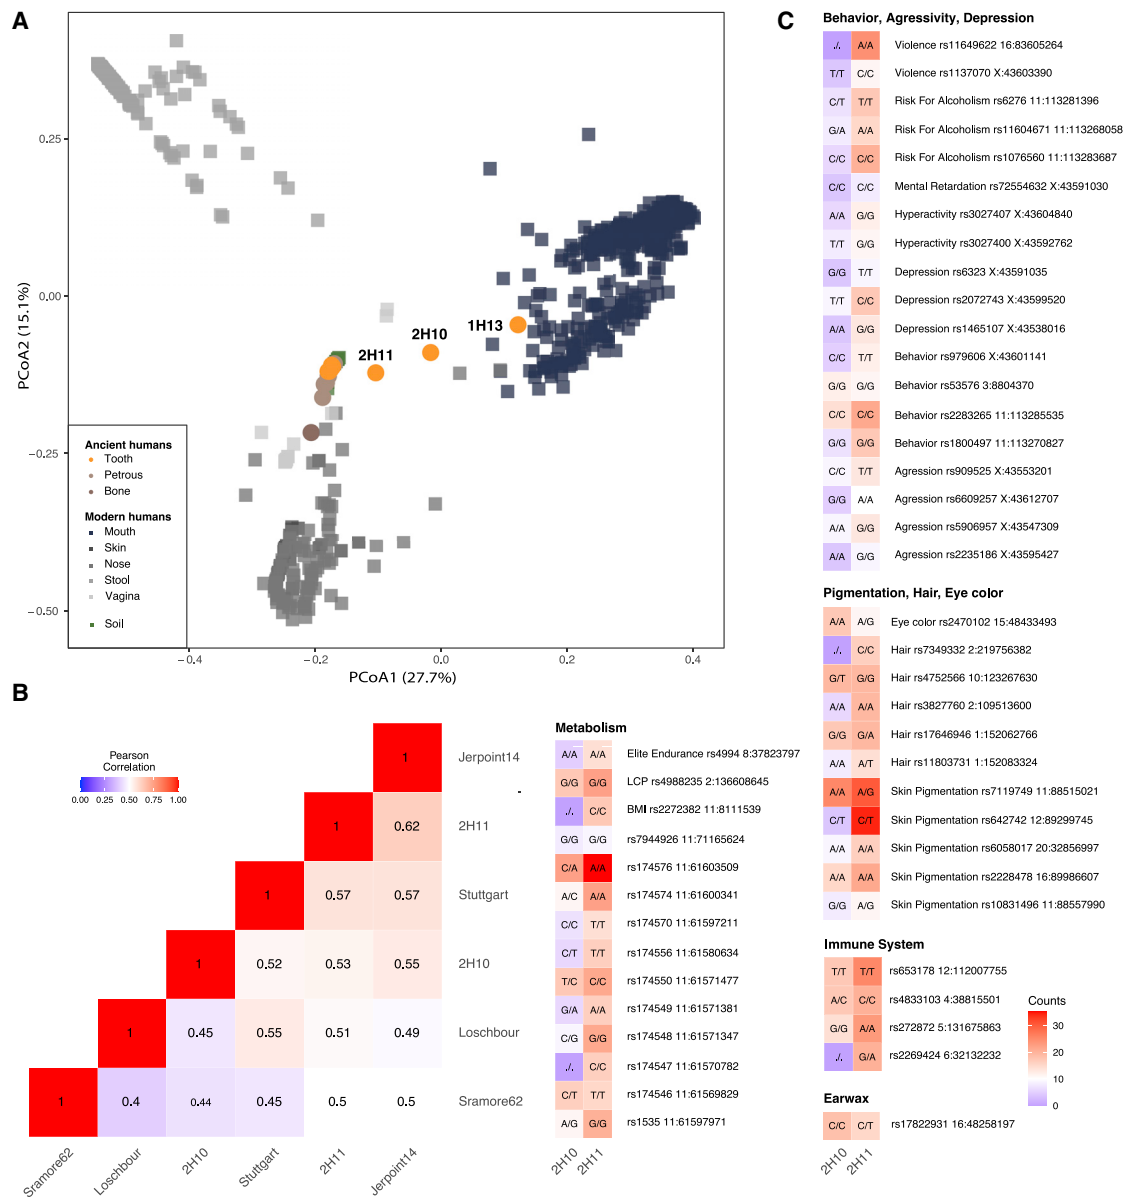 A
0.25
0.00
−0.25
−0.50
PCoA2 (15.1%)
−0.4
−0.2
0.0
0.2
0.4
PCoA1 (27.7%)
2H11
2H10
1H13
Ancient humans
Tooth
Petrous
Bone
Modern humans
Mouth
Skin
Nose
Stool
Vagina
Soil
B
Pearson
Correlation
0.00 0.25 0.50 0.75 1.00
1 Jerpoint14
1 0.62 2H11
1 0.57 0.57 Stuttgart
1 0.52 0.53 0.55 2H10
1 0.45 0.55 0.51 0.49 Loschbour
1 0.4 0.44 0.45 0.5 0.5 Sramore62
Sramore62 Loschbour 2H10 Stuttgart 2H11 Jerpoint14
Metabolism
A/A A/A Elite Endurance rs4994 8:37823797
G/G G/G LCP rs4988235 2:136608645
./. C/C BMI rs2272382 11:8111539
G/G G/G rs7944926 11:71165624
C/A A/A rs174576 11:61603509
A/C A/A rs174574 11:61600341
C/C T/T rs174570 11:61597211
C/T T/T rs174556 11:61580634
T/C C/C rs174550 11:61571477
G/A A/A rs174549 11:61571381
C/G G/G rs174548 11:61571347
./. C/C rs174547 11:61570782
C/T T/T rs174546 11:61569829
A/G G/G rs1535 11:61597971
2H10 2H11
C
Behavior, Agressivity, Depression
./. A/A Violence rs11649622 16:83605264
T/T C/C Violence rs1137070 X:43603390
C/T T/T Risk For Alcoholism rs6276 11:113281396
G/A A/A Risk For Alcoholism rs11604671 11:113268058
C/C C/C Risk For Alcoholism rs1076560 11:113283687
C/C C/C Mental Retardation rs72554632 X:43591030
A/A G/G Hyperactivity rs3027407 X:43604840
T/T G/G Hyperactivity rs3027400 X:43592762
G/G T/T Depression rs6323 X:43591035
T/T C/C Depression rs2072743 X:43599520
A/A G/G Depression rs1465107 X:43538016
C/C T/T Behavior rs979606 X:43601141
G/G G/G Behavior rs53576 3:8804370
C/C C/C Behavior rs2283265 11:113285535
G/G G/G Behavior rs1800497 11:113270827
C/C T/T Agression rs909525 X:43553201
G/G A/A Agression rs6609257 X:43612707
A/A G/G Agression rs5906957 X:43547309
A/A G/G Agression rs2235186 X:43595427
Pigmentation, Hair, Eye color
A/A A/G Eye color rs2470102 15:48433493
./. C/C Hair rs7349332 2:219756382
G/T G/G Hair rs4752566 10:123267630
A/A A/A Hair rs3827760 2:109513600
G/G G/A Hair rs17646946 1:152062766
A/A A/T Hair rs11803731 1:152083324
A/A A/G Skin Pigmentation rs7119749 11:88515021
C/T C/T Skin Pigmentation rs642742 12:89299745
A/A A/A Skin Pigmentation rs6058017 20:32856997
A/A A/A Skin Pigmentation rs2228478 16:89986607
G/G A/G Skin Pigmentation rs10831496 11:88557990
Immune System
T/T T/T rs653178 12:112007755
A/C C/C rs4833103 4:38815501
G/G A/A rs272872 5:131675863
./. G/A rs2269424 6:32132232
Earwax
C/C C/T rs17822931 16:48258197
2H10 2H11
Counts
30
20
10
0